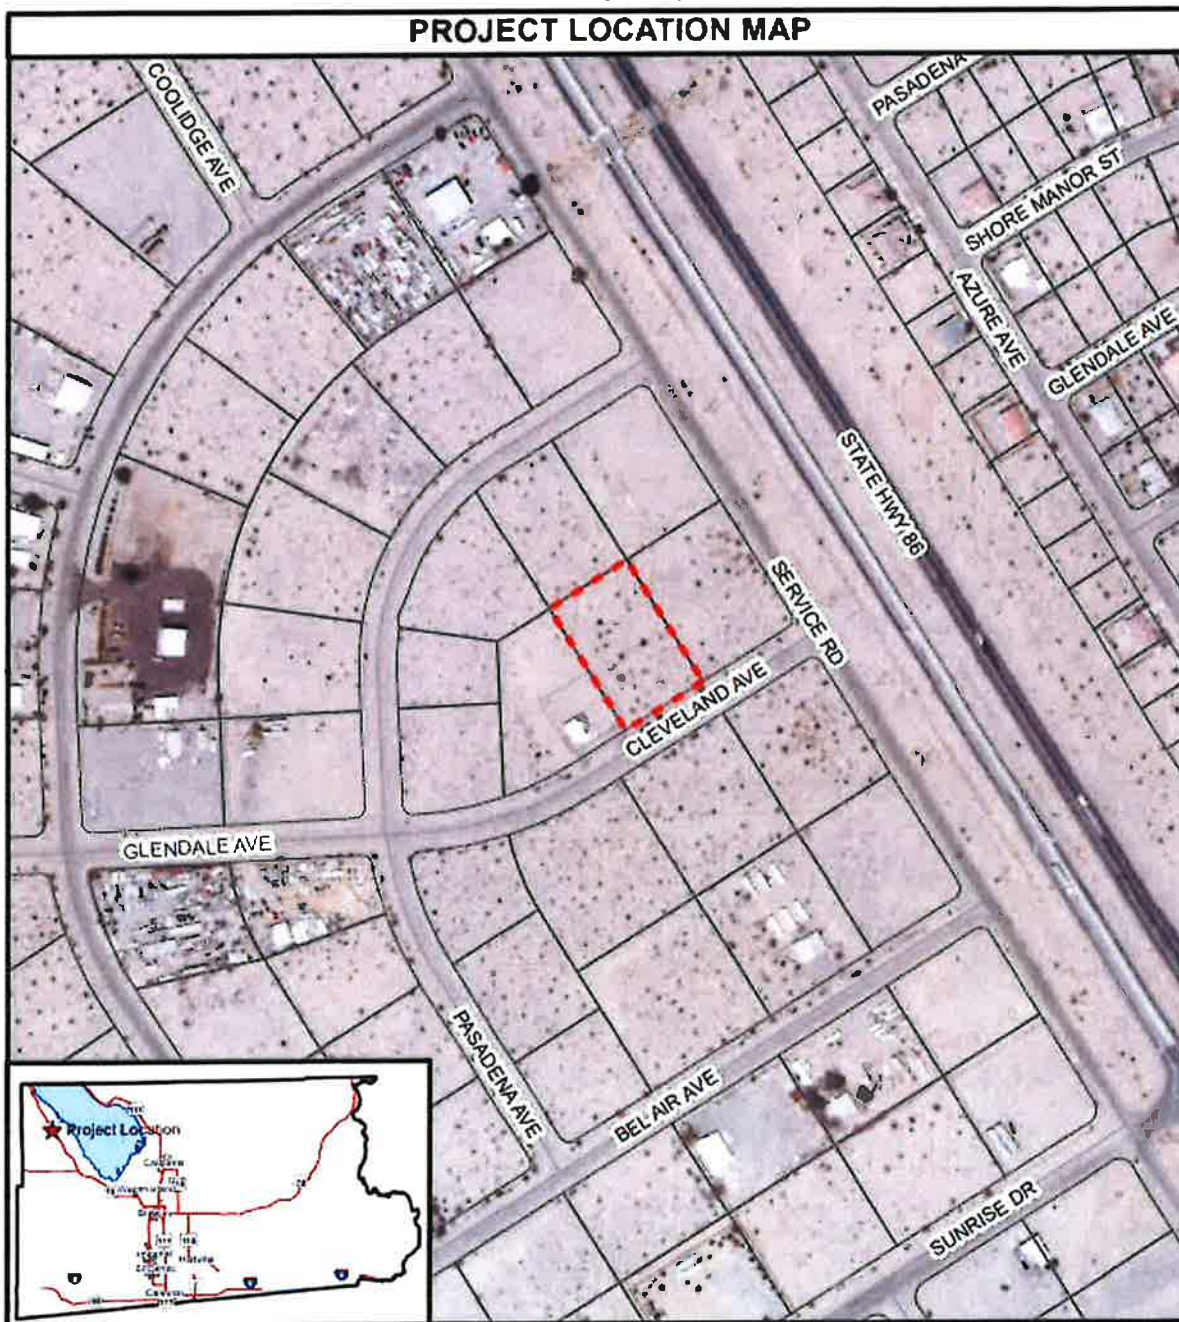 PROJECT LOCATION MAP
COOLIDGE AVE
PASADENA
SHORE MANOR ST
AZURE AVE
GLENDALE AVE
STATE HWY 86
SERVICE RD
CLEVELAND AVE
GLENDALE AVE
PASADENA AVE
BEL AIR AVE
SUNRISE DR
Project Location